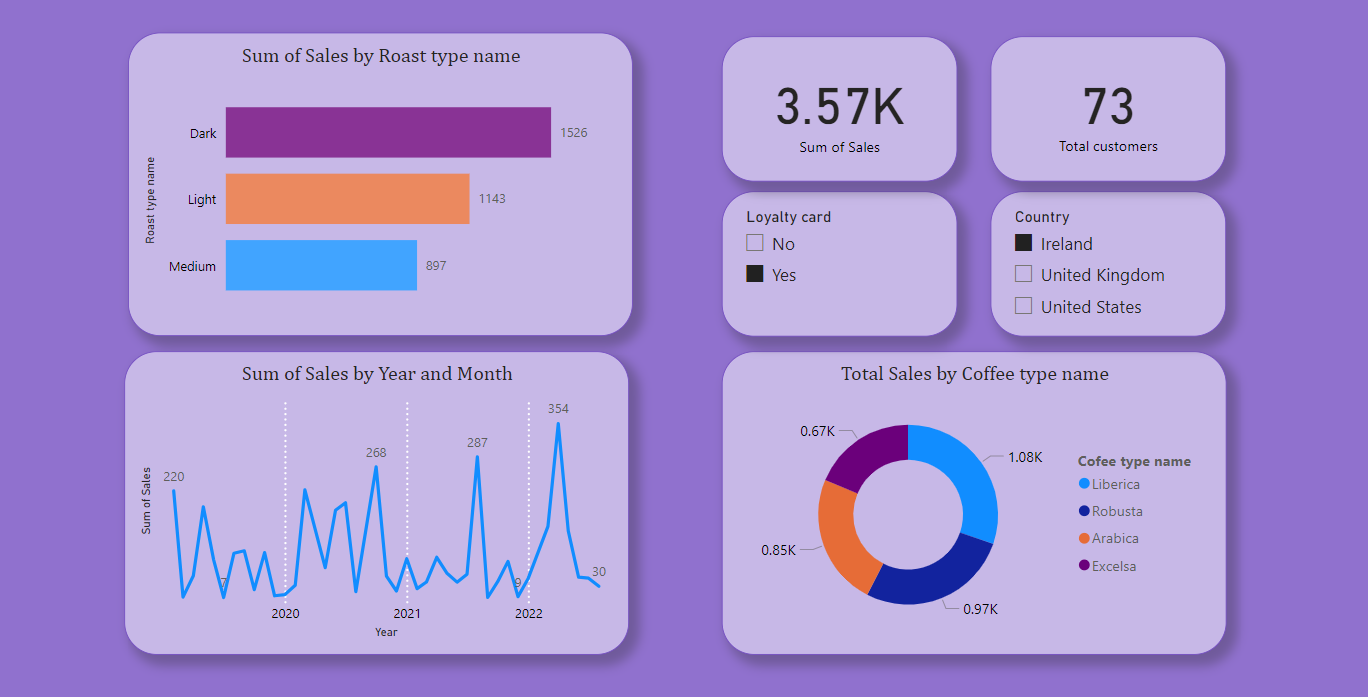 Sum of Sales by Roast type name
Roast type name
Dark
1526
Light
1143
Medium
897
3.57K
Sum of Sales
73
Total customers
Loyalty card
No
Yes
Country
Ireland
United Kingdom
United States
Sum of Sales by Year and Month
Sum of Sales
220
7
268
287
9
354
30
2020
2021
2022
Year
Total Sales by Coffee type name
0.67K
1.08K
0.85K
0.97K
Cofee type name
Liberica
Robusta
Arabica
Excelsa